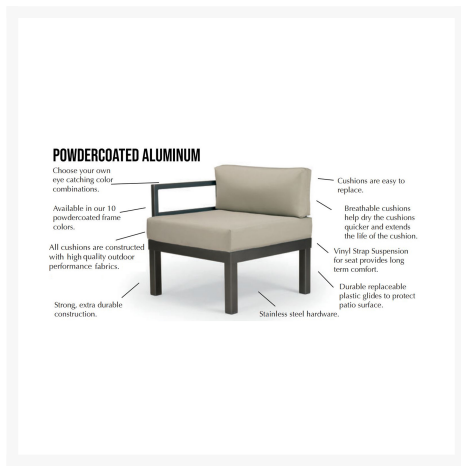 POWDERCOATED ALUMINUM
Choose your own
eye catching color
combinations.
Available in our 10
powdercoated frame
colors.
All cushions are constructed
with high quality outdoor
performance fabrics.
Strong, extra durable
construction.
Cushions are easy to
replace.
Breathable cushions
help dry the cushions
quicker and extends
the life of the cushion.
Vinyl Strap Suspension
for seat provides long
term comfort.
Durable replaceable
plastic glides to protect
patio surface.
Stainless steel hardware.